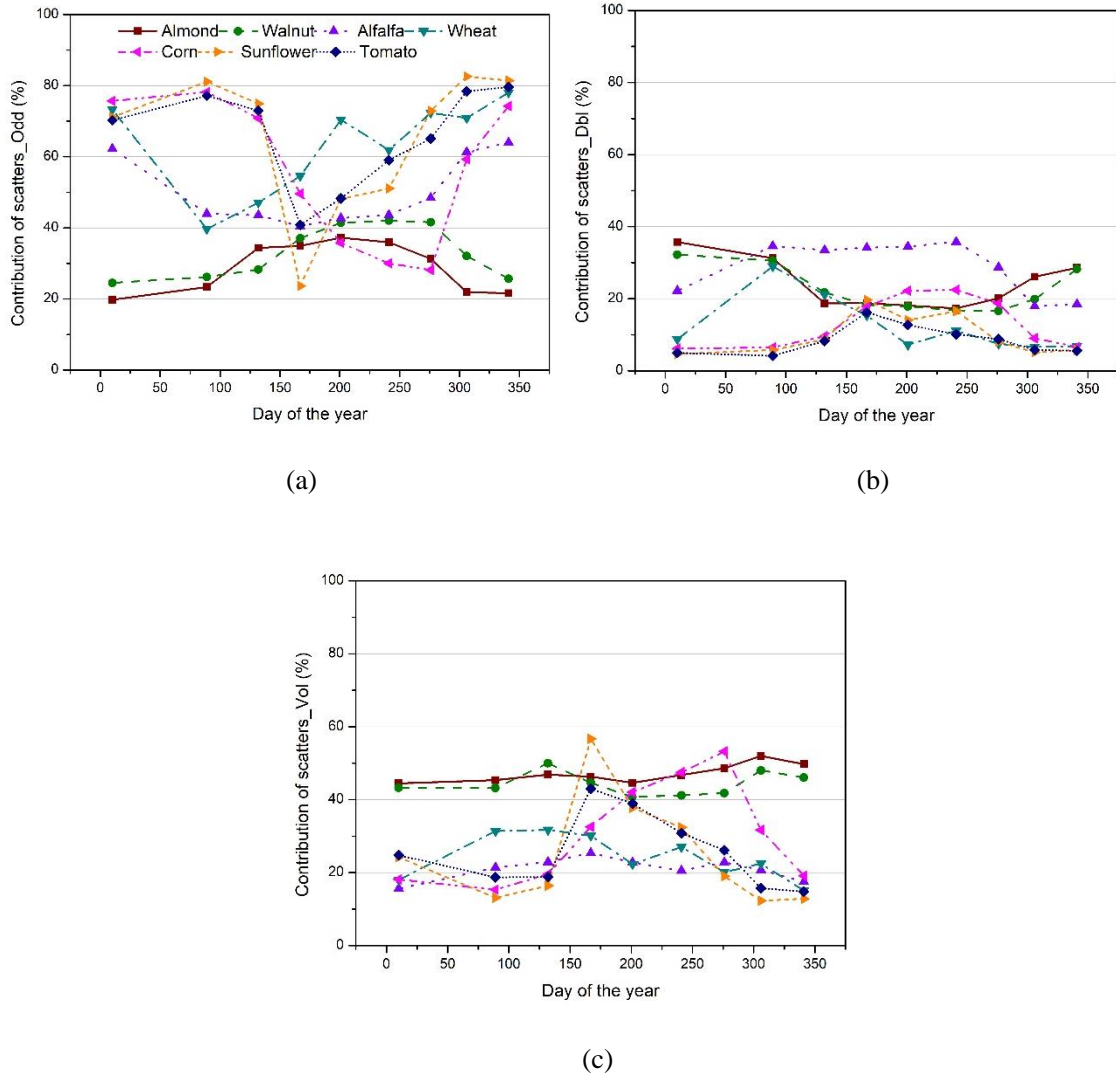 Almond Walnut Alfalfa Wheat
Corn Sunflower Tomato
Contribution of scatters_Odd (%)
100
80
60
40
20
0
0 50 100 150 200 250 300 350
Day of the year
(a)
Contribution of scatters_Dbl (%)
100
80
60
40
20
0
0 50 100 150 200 250 300 350
Day of the year
(b)
Contribution of scatters_Vol (%)
100
80
60
40
20
0
0 50 100 150 200 250 300 350
Day of the year
(c)